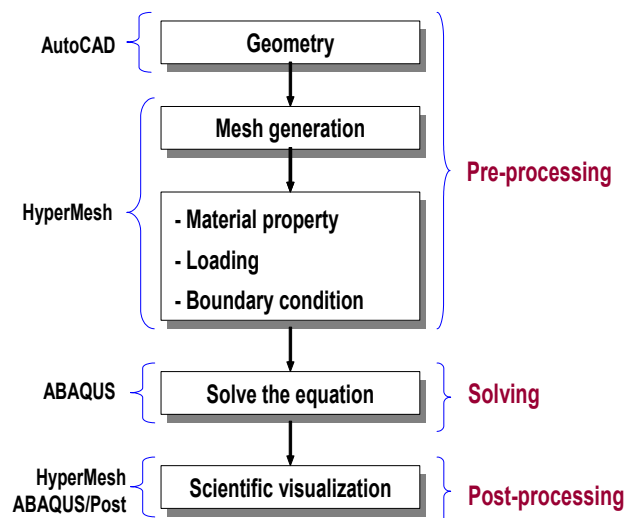 AutoCAD
Geometry
Mesh generation
Pre-processing
HyperMesh
- Material property
- Loading
- Boundary condition
ABAQUS
Solve the equation
Solving
HyperMesh
ABAQUS/Post
Scientific visualization
Post-processing